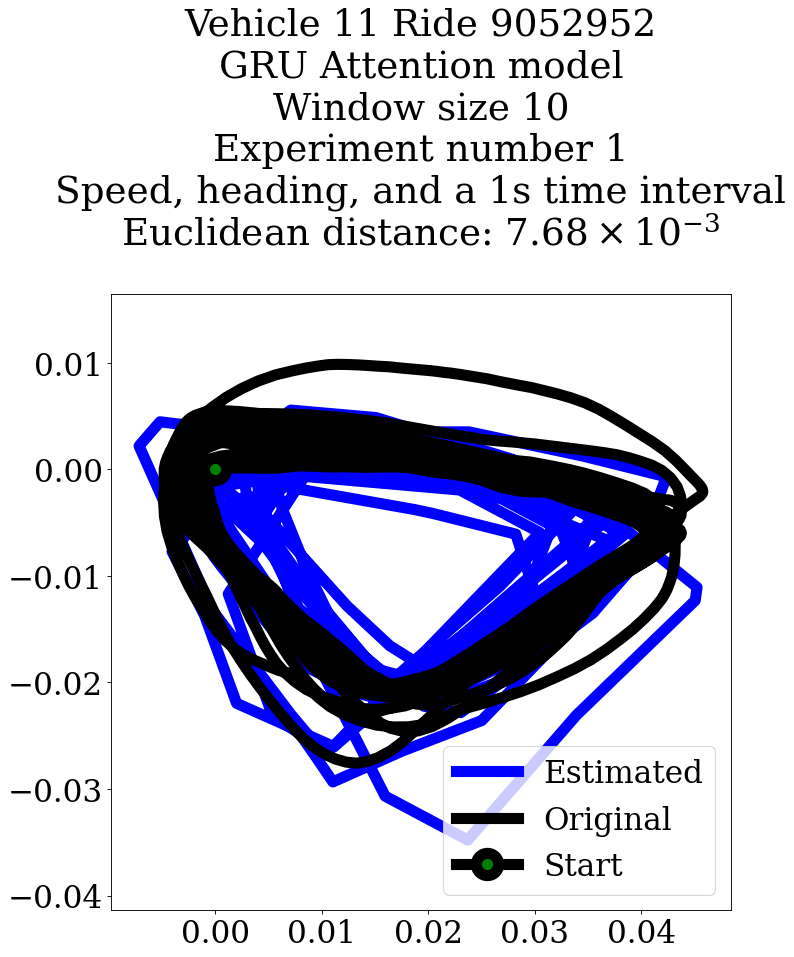 Vehicle 11 Ride 9052952
GRU Attention model
Window size 10
Experiment number 1
Speed, heading, and a 1s time interval
Euclidean distance: 7.68 × 10⁻³
0.01
0.00
−0.01
−0.02
−0.03
−0.04
Estimated
Original
Start
0.00 0.01 0.02 0.03 0.04